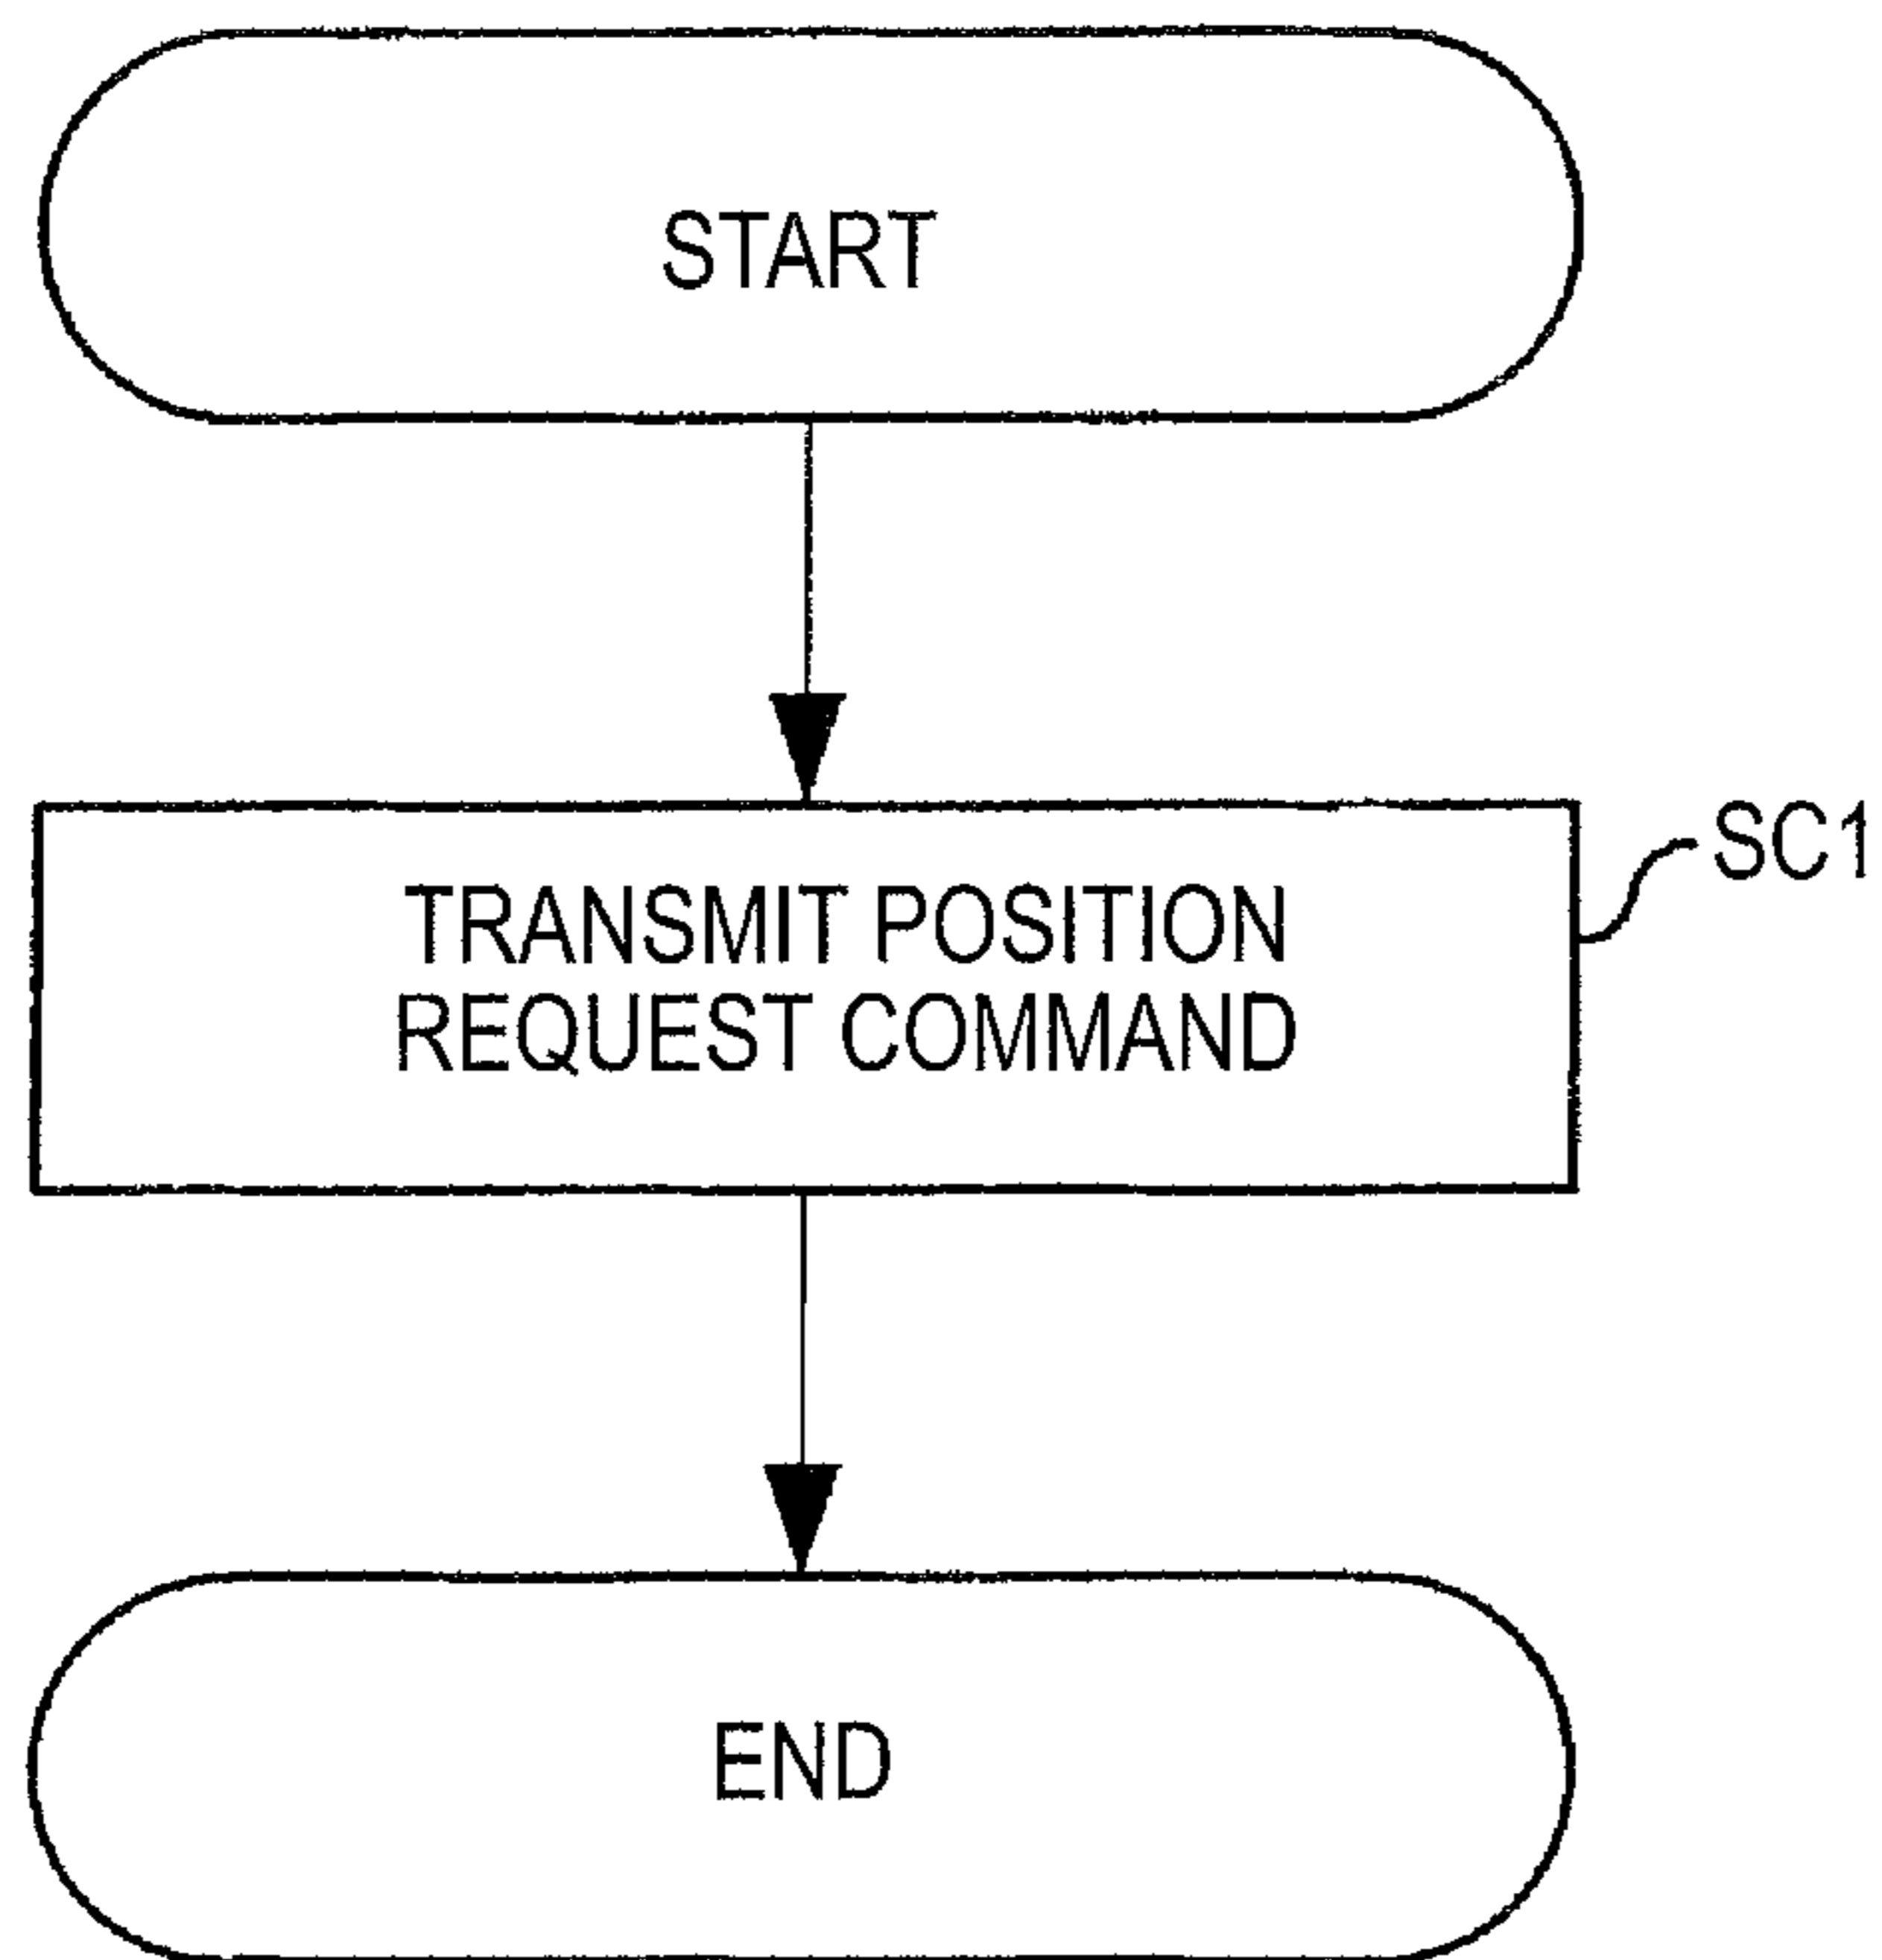 START
SC1
TRANSMIT POSITION
REQUEST COMMAND
END